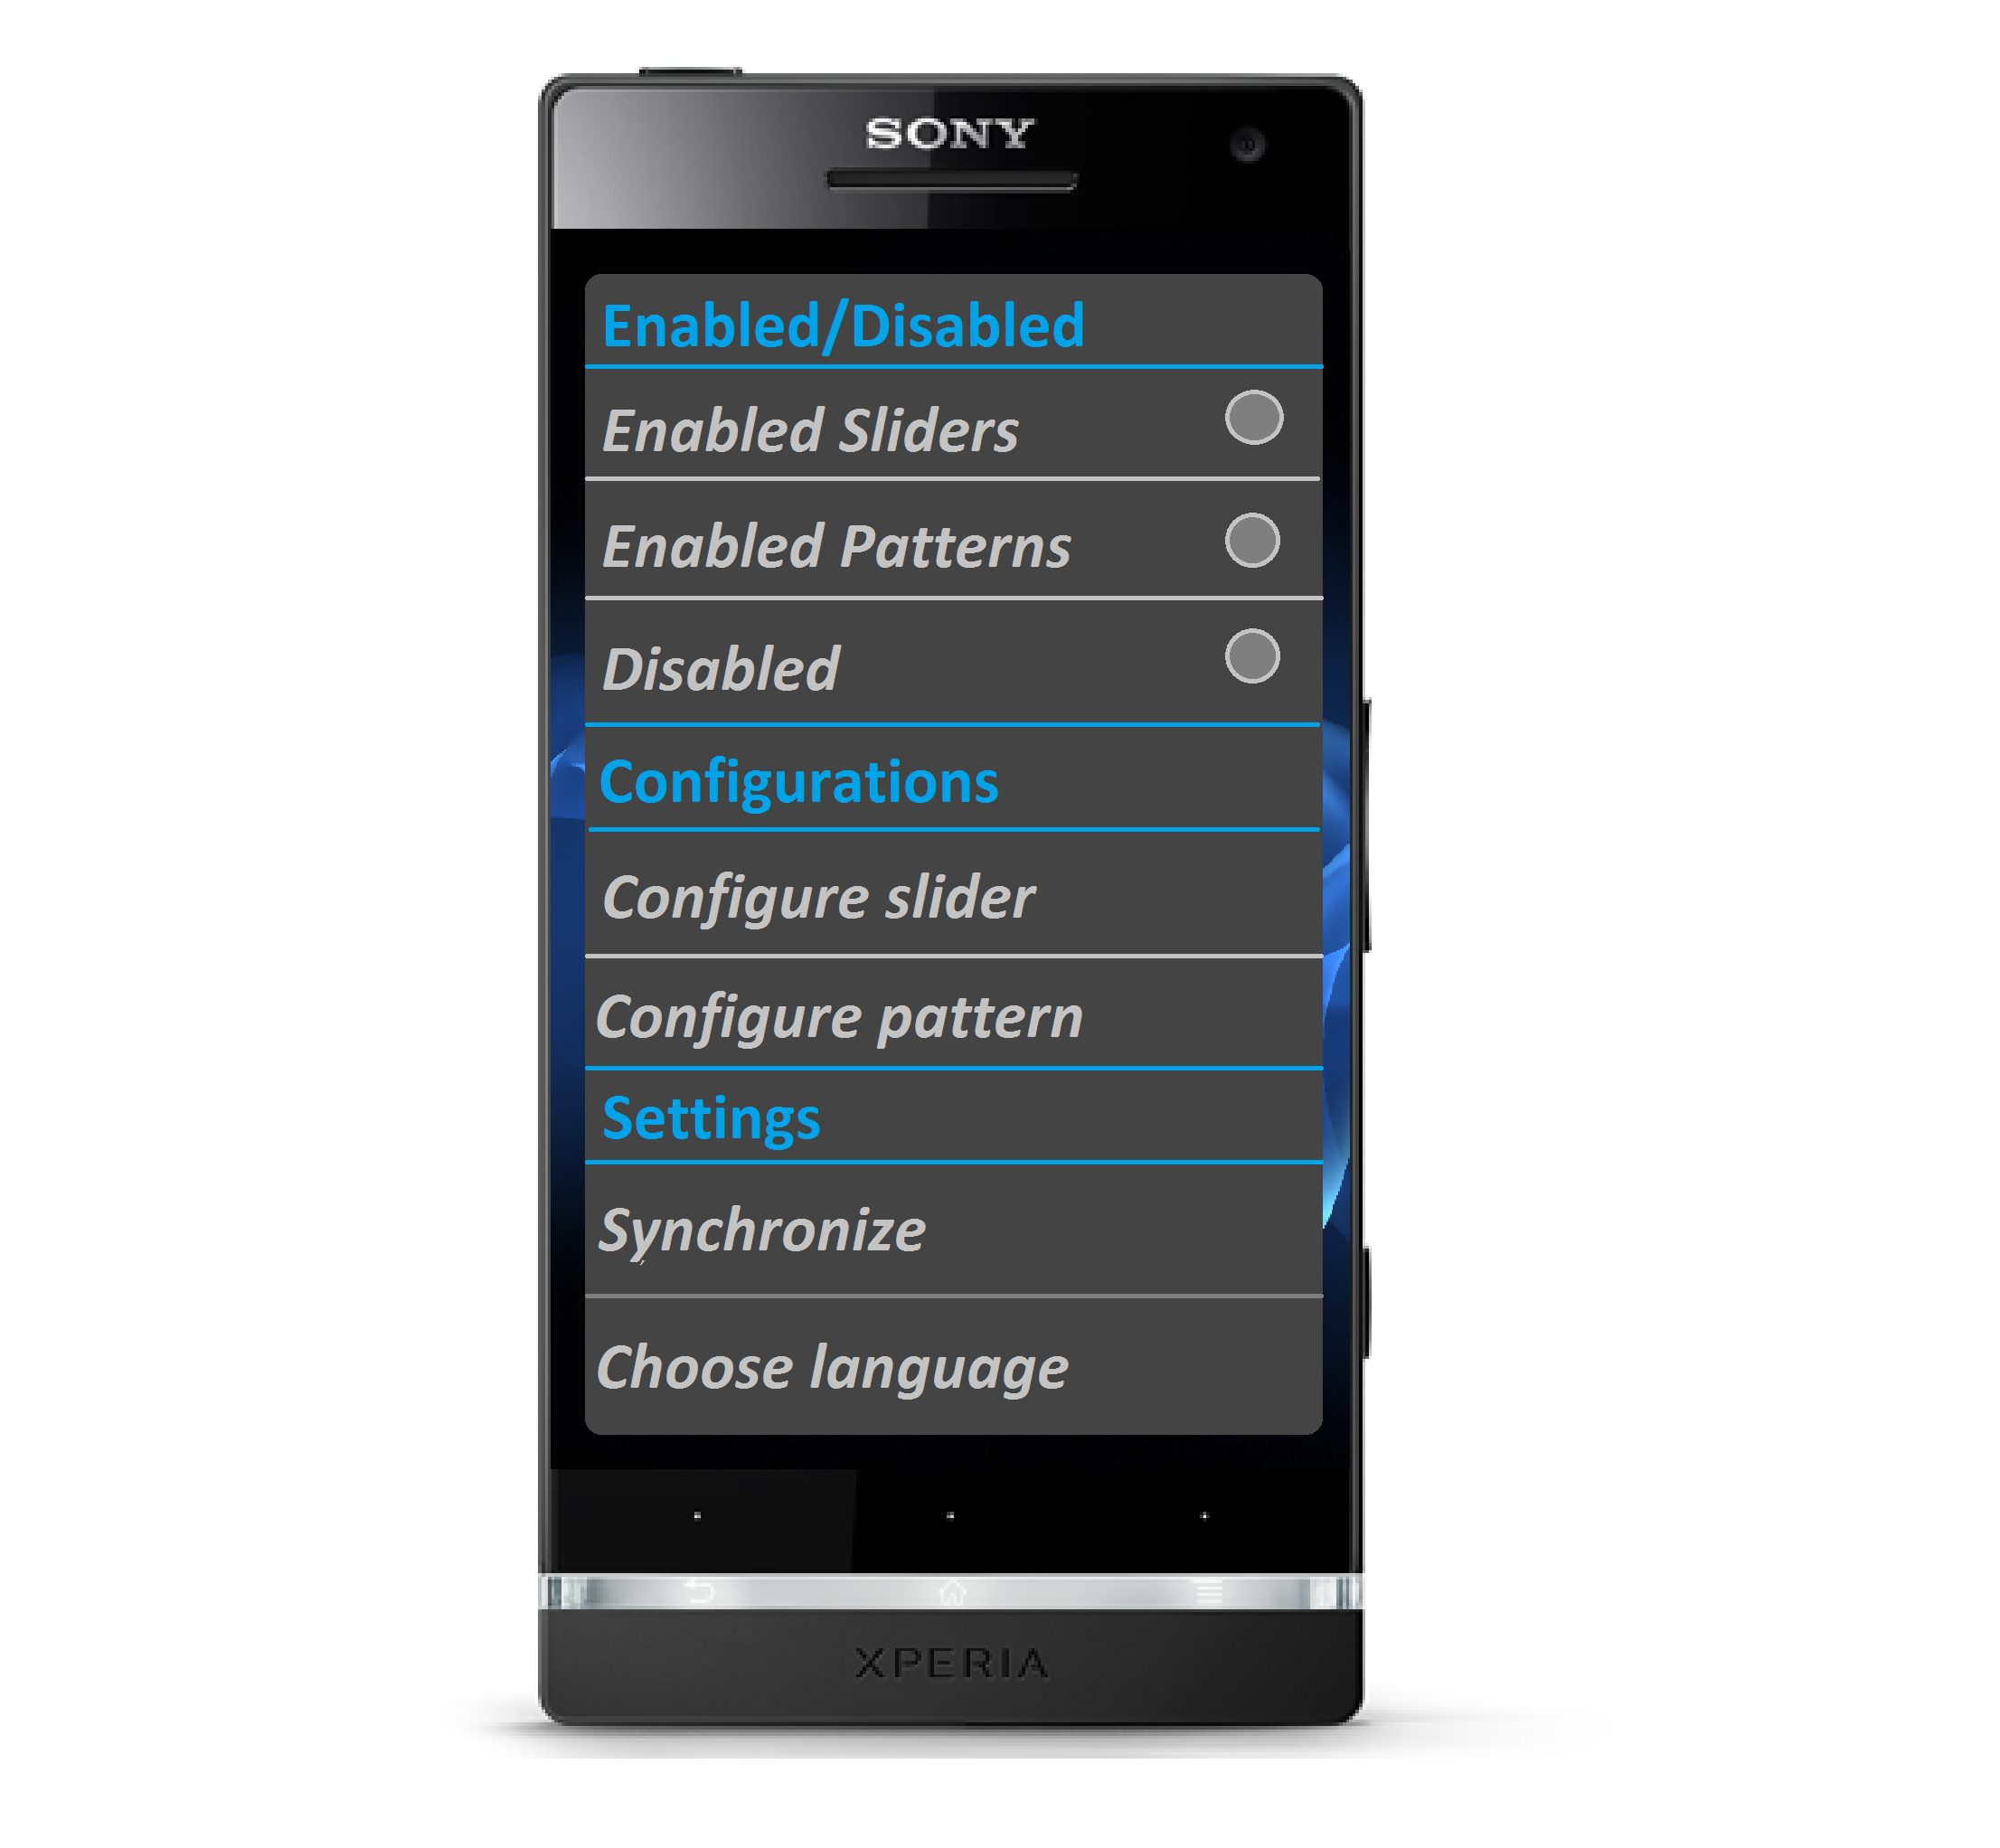 SONY
Enabled/Disabled
Enabled Sliders
Enabled Patterns
Disabled
Configurations
Configure slider
Configure pattern
Settings
Synchronize
Choose language
XPERIA